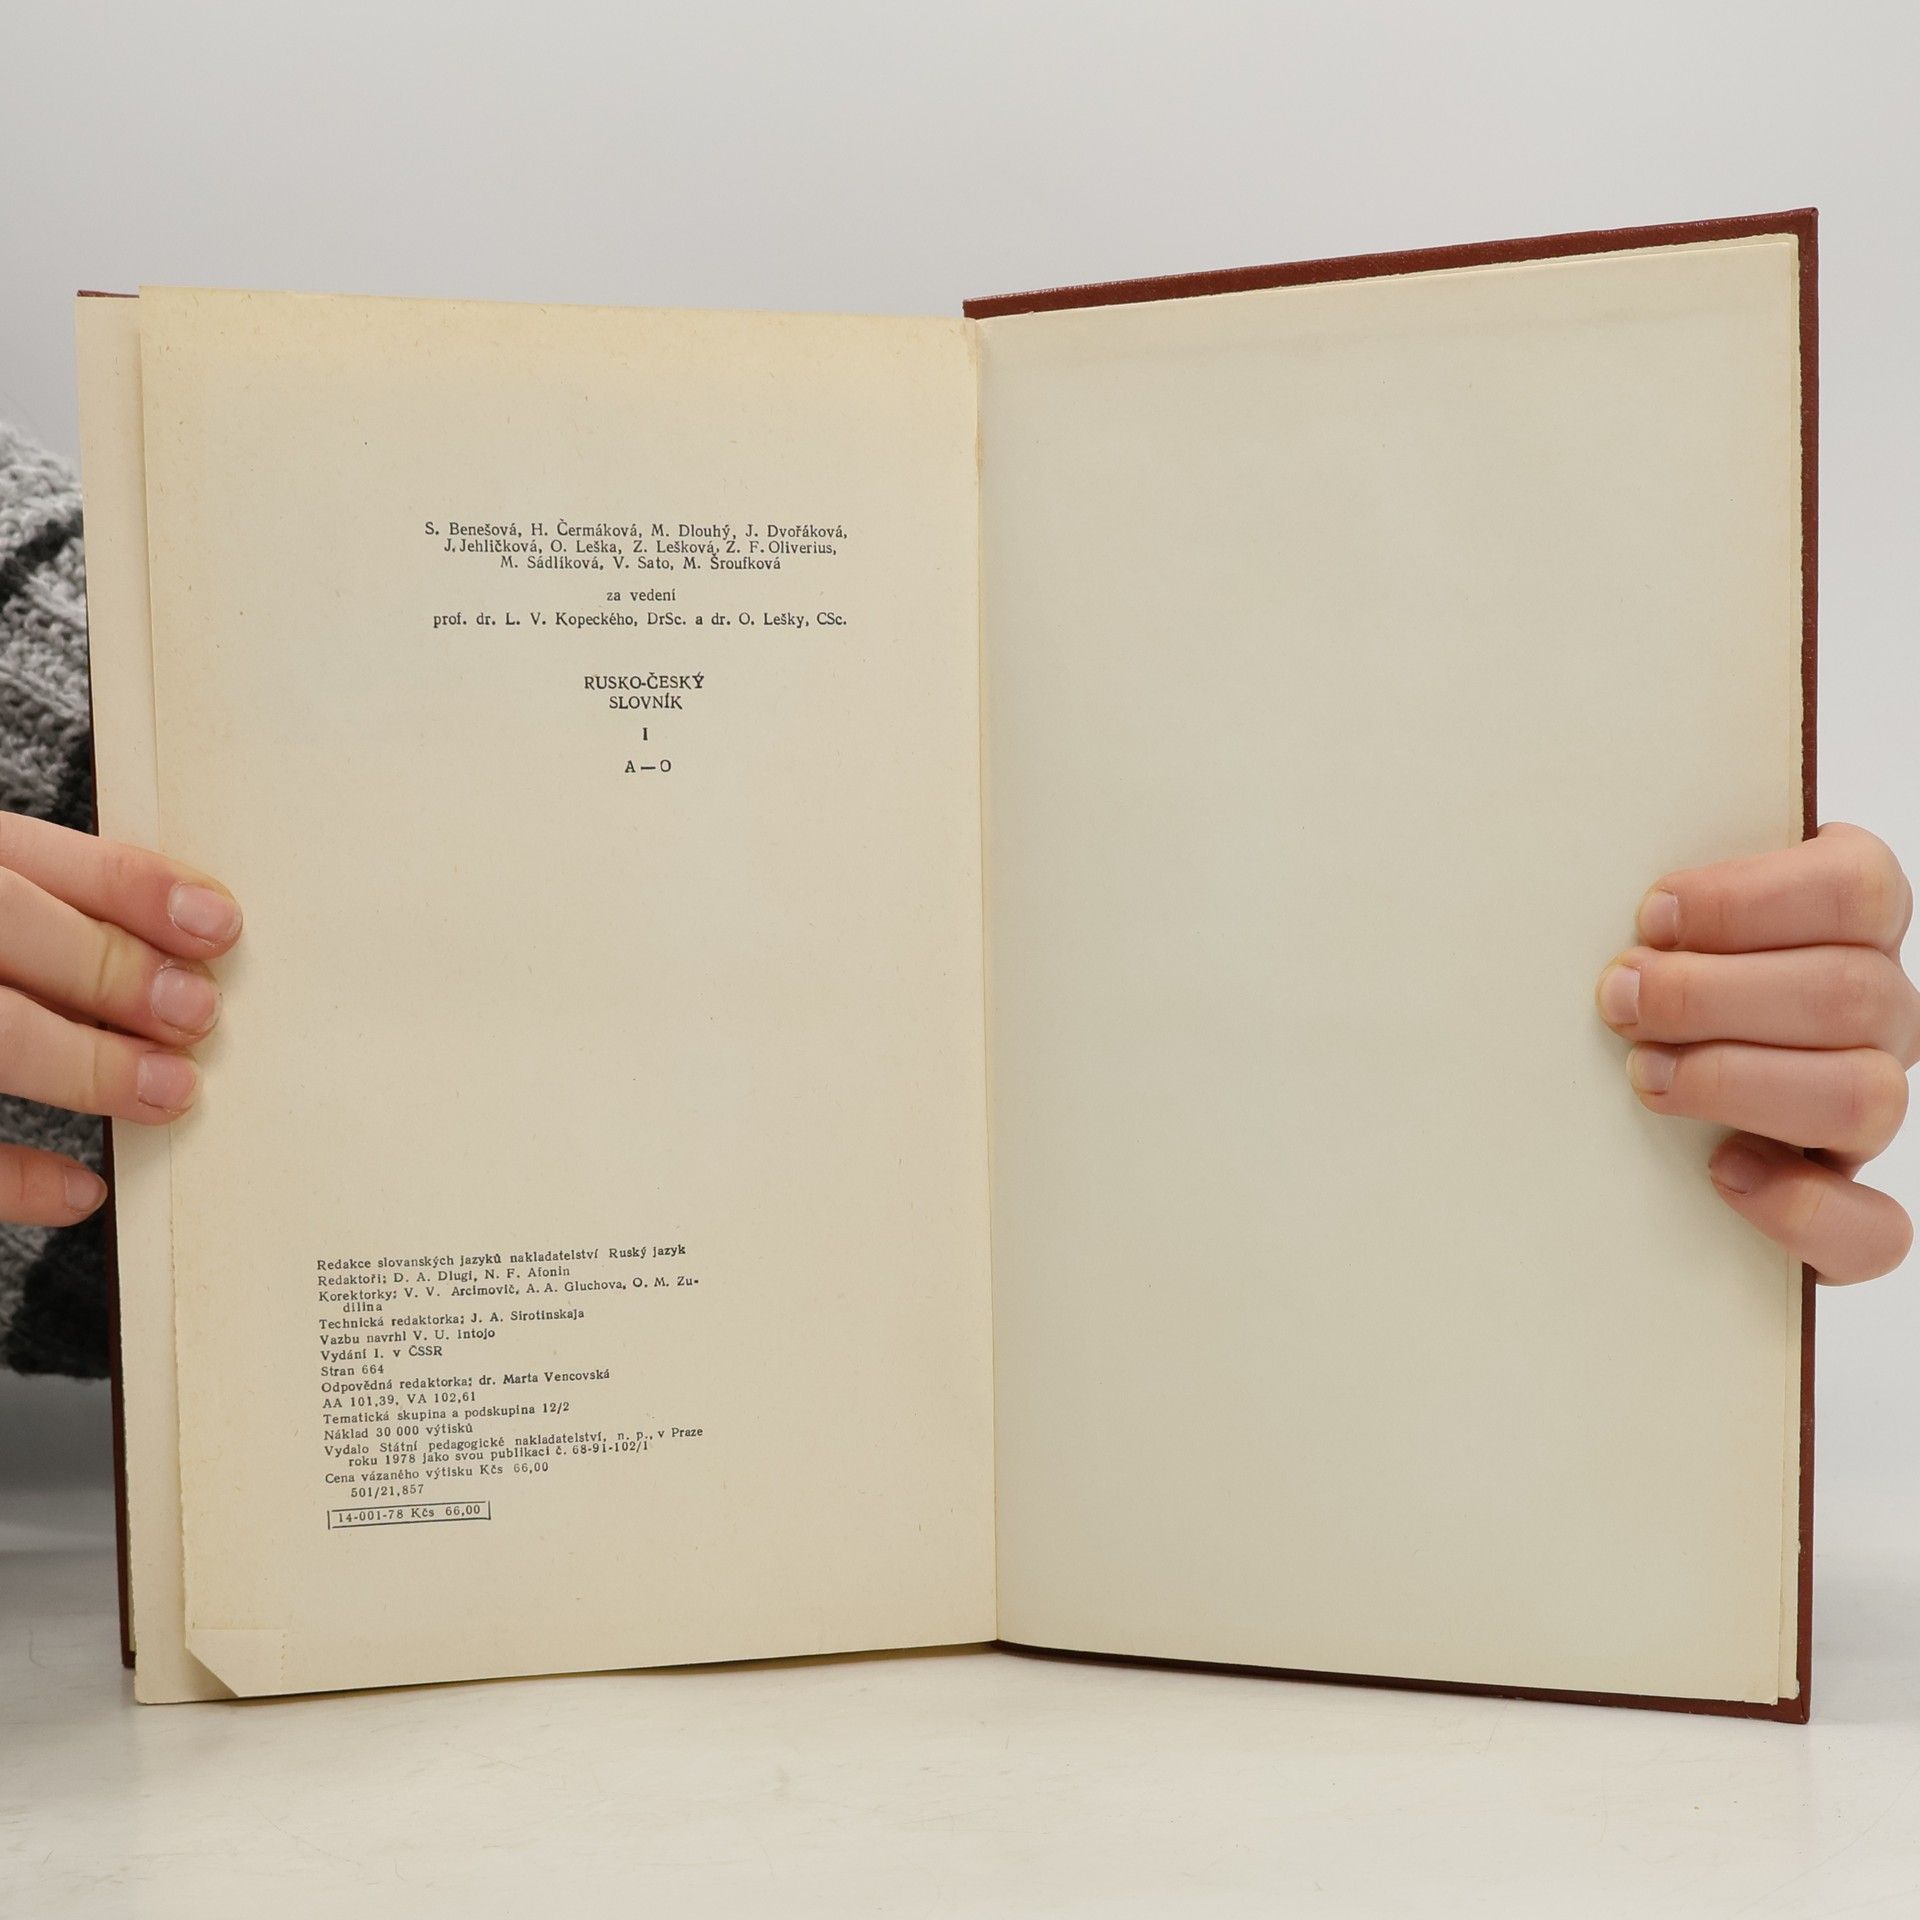 S. Benešová, H. Čermáková, M. Dlouhý, J. Dvořáková,
J. Jehličková, O. Leška, Z. Lešková, Z. F. Oliverius,
M. Sádlíková, V. Sato, M. Šroufková
za vedení
prof. dr. L. V. Kopeckého, DrSc. a dr. O. Lešky, CSc.
RUSKO-ČESKÝ
SLOVNÍK
I
A — O
Redakce slovanských jazyků nakladatelství Ruský jazyk
Redaktoři: D. A. Dlugi, N. F. Afonin
Korektorky: V. V. Arcimovič, A. A. Gluchova, O. M. Zu-
dilina
Technická redaktorka: J. A. Sirotinskaja
Vazbu navrhl V. U. Intojo
Vydání I. v ČSSR
Stran 664
Odpovědná redaktorka: dr. Marta Vencovská
AA 101,39, VA 102,61
Tematická skupina a podskupina 12/2
Náklad 30 000 výtisků
Vydalo Státní pedagogické nakladatelství, n. p., v Praze
roku 1978 jako svou publikaci č. 68-91-102/1
Cena vázaného výtisku Kčs 66,00
501/21,857
14-001-78 Kčs 66,00